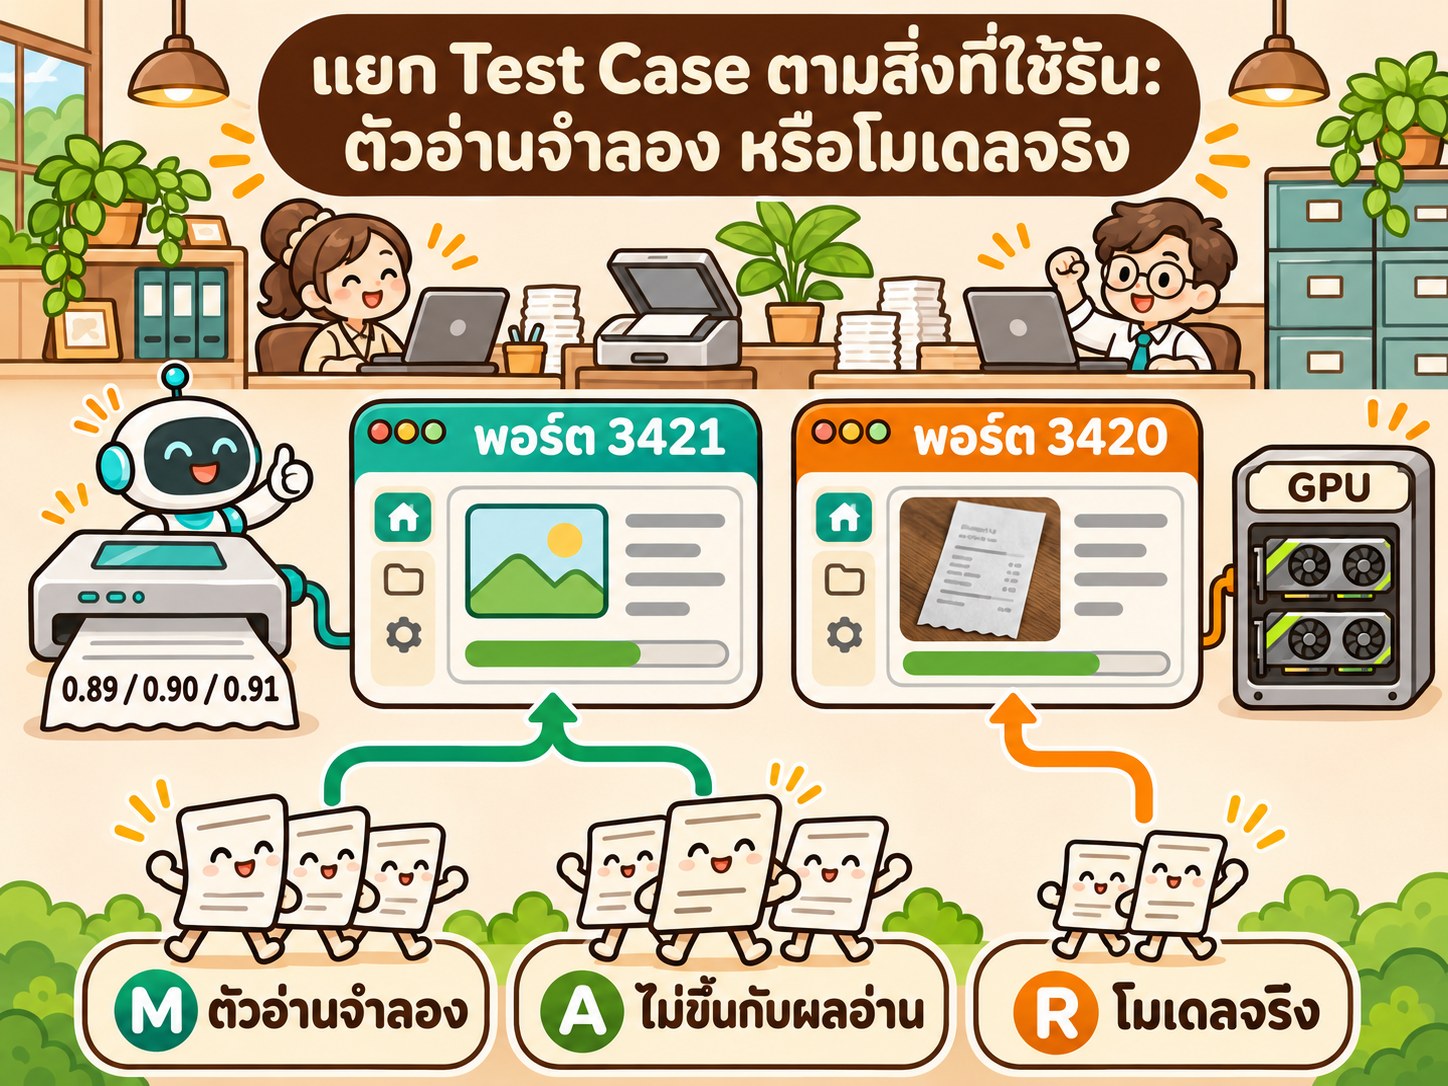 แยก Test Case ตามสิ่งที่ใช้รัน:
ตัวอ่านจำลอง หรือโมเดลจริง
พอร์ต 3421
พอร์ต 3420
GPU
0.89 / 0.90 / 0.91
M ตัวอ่านจำลอง
A ไม่ขึ้นกับผลอ่าน
R โมเดลจริง